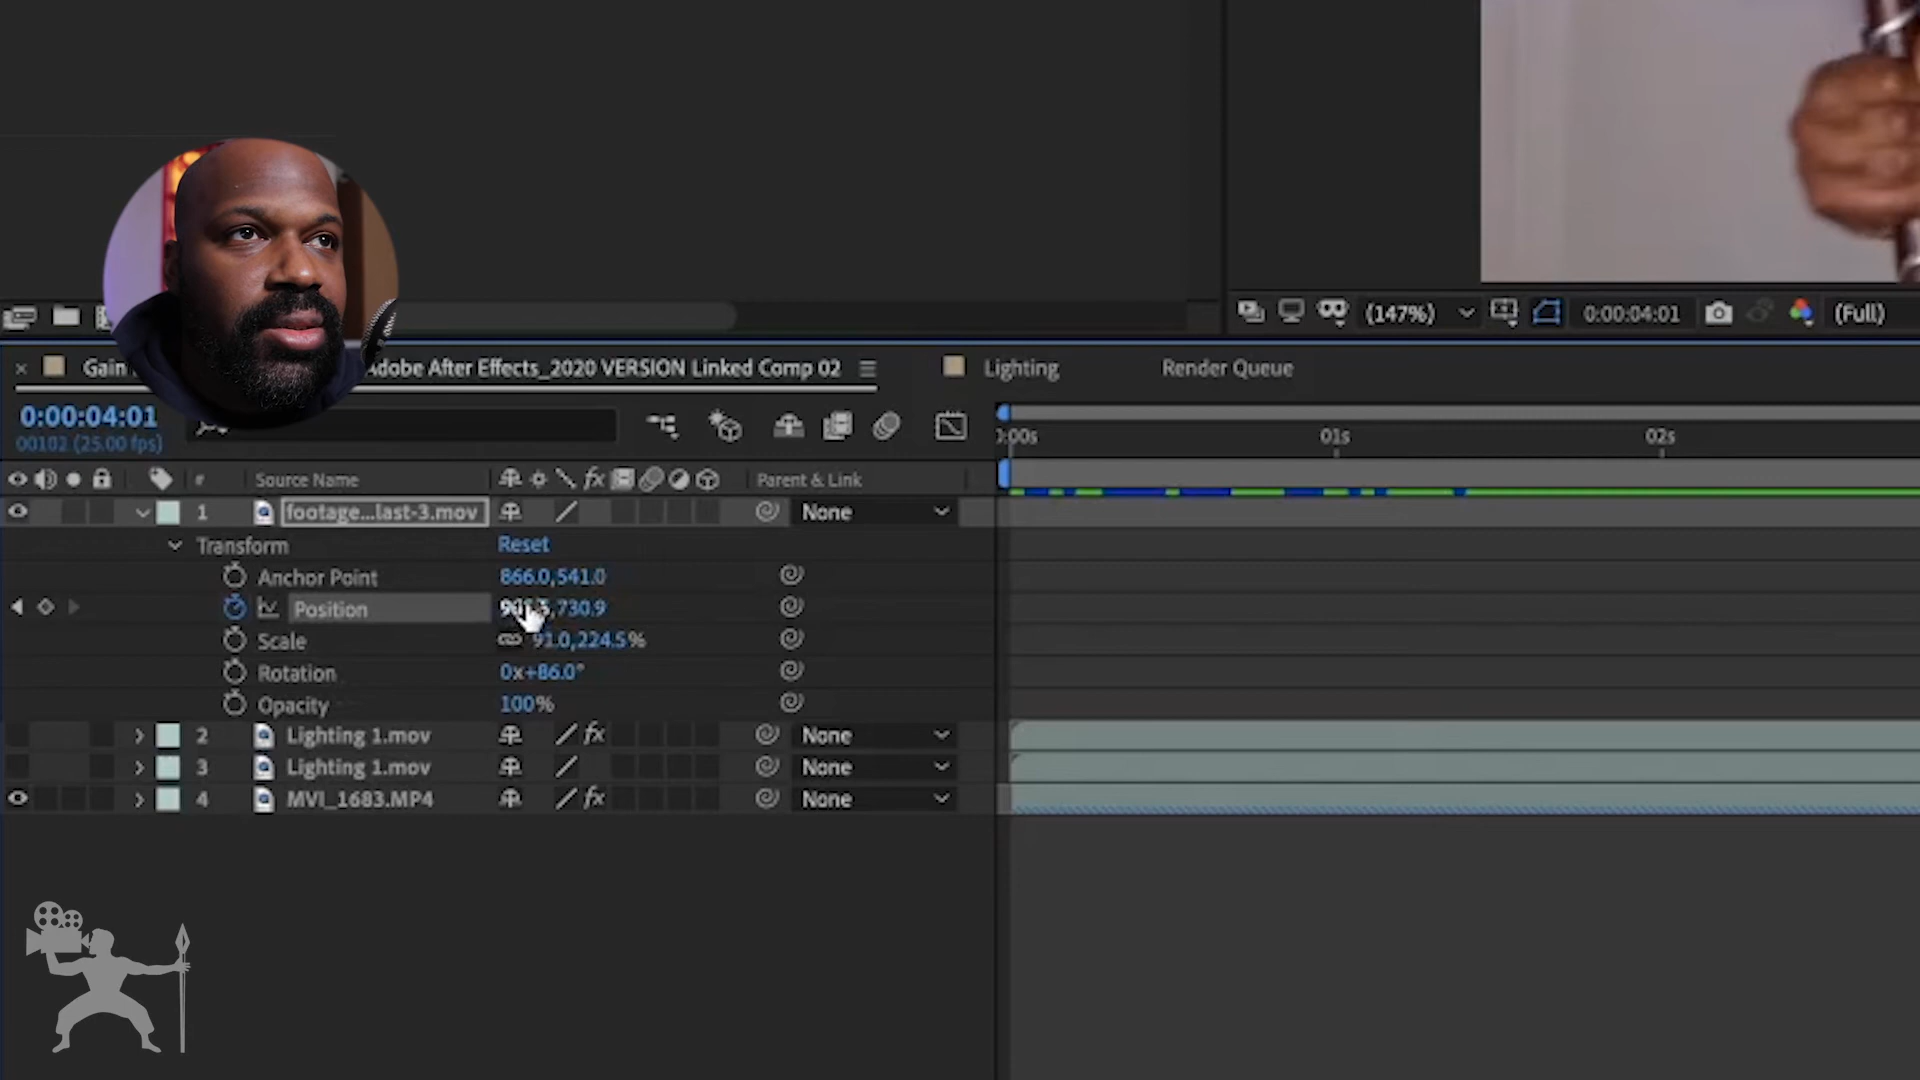 (147%) 0:00:04:01 (Full)
Gain Adobe After Effects_2020 VERSION Linked Comp 02 Lighting Render Queue
0:00:04:01
00102 (25.00 fps)
:00s 01s 02s
# Source Name fx Parent & Link
1 footage...last-3.mov None
Transform Reset
Anchor Point 866.0,541.0
Position ,730.9
Scale 91.0,224.5%
Rotation 0x+86.0°
Opacity 100%
2 Lighting 1.mov fx None
3 Lighting 1.mov None
4 MVI_1683.MP4 fx None